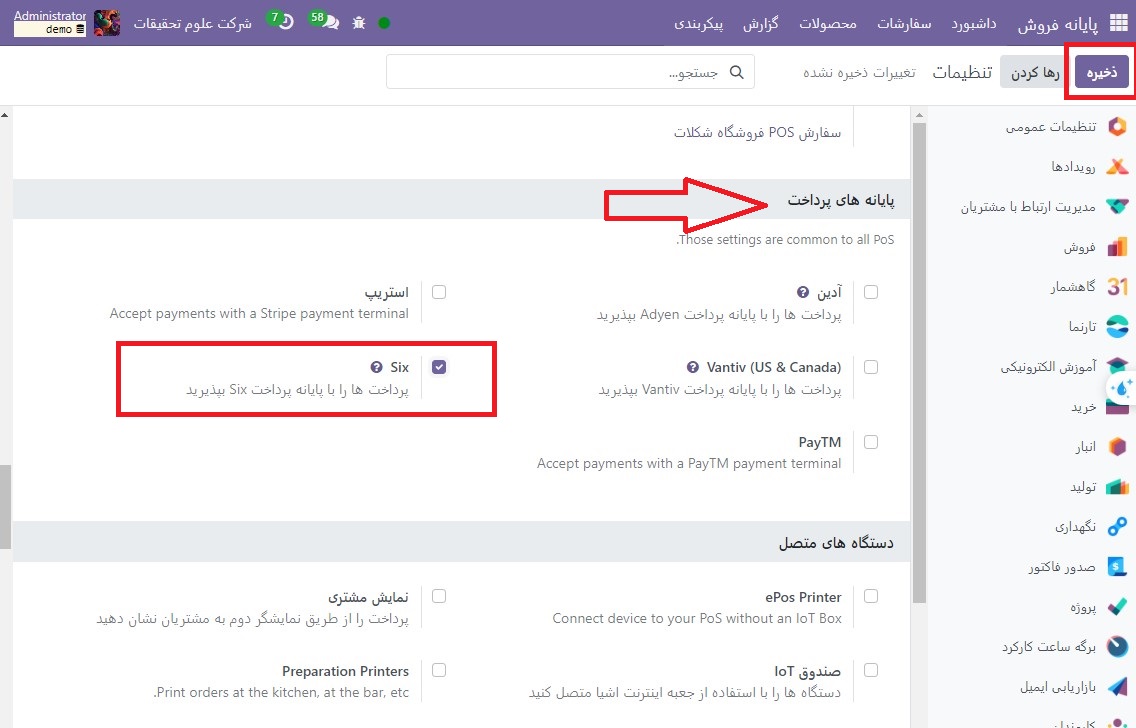 پایانه فروش
داشبورد
سفارشات
محصولات
گزارش
پیکربندی
58
7
شرکت علوم تحقیقات
Administrator
demo
ذخیره
رها کردن
تنظیمات
تغییرات ذخیره نشده
جستجو...
تنظیمات عمومی
رویدادها
مدیریت ارتباط با مشتریان
فروش
31 گاهشمار
تارنما
آموزش الکترونیکی
خرید
انبار
تولید
نگهداری
صدور فاکتور
پروژه
برگه ساعت کارکرد
بازاریابی ایمیل
کارمندان
سفارش POS فروشگاه شکلات
پایانه های پرداخت
Those settings are common to all PoS.
آدین ?
پرداخت ها را با پایانه پرداخت Adyen بپذیرید
استریپ
Accept payments with a Stripe payment terminal
Vantiv (US & Canada) ?
پرداخت ها را با پایانه پرداخت Vantiv بپذیرید
Six ?
پرداخت ها را با پایانه پرداخت Six بپذیرید
PayTM
Accept payments with a PayTM payment terminal
دستگاه های متصل
ePos Printer
Connect device to your PoS without an IoT Box
نمایش مشتری
پرداخت را از طریق نمایشگر دوم به مشتریان نشان دهید
صندوق IoT
دستگاه ها را با استفاده از جعبه اینترنت اشیا متصل کنید
Preparation Printers
Print orders at the kitchen, at the bar, etc.